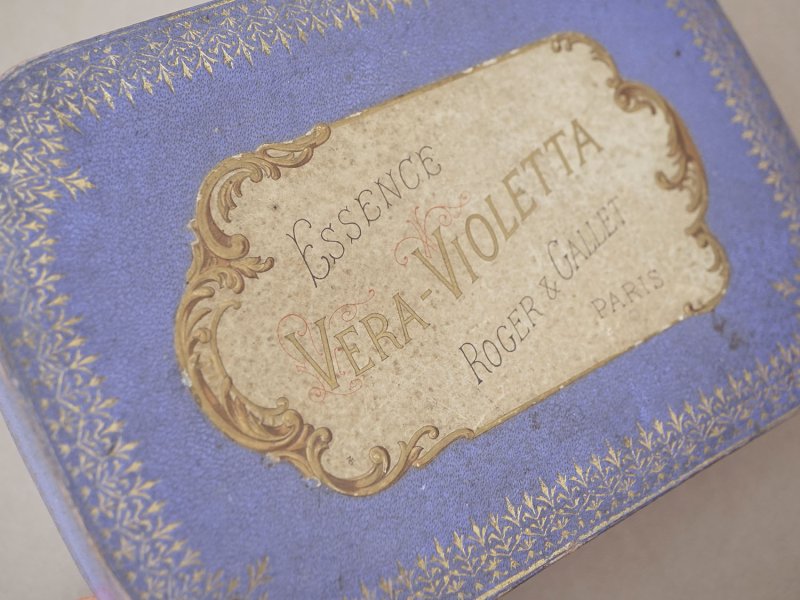 Essence
Vera-Violetta
Roger & Gallet
Paris